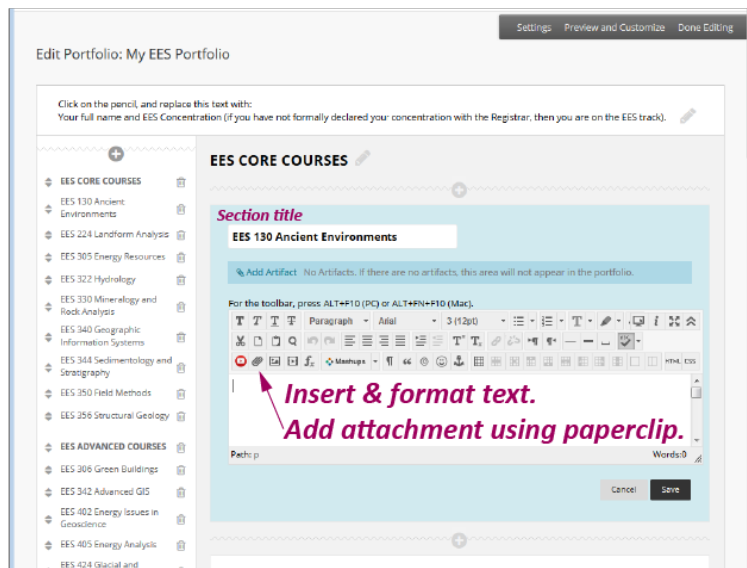 Settings Preview and Customize Done Editing
Edit Portfolio: My EES Portfolio
Click on the pencil, and replace this text with:
Your full name and EES Concentration (if you have not formally declared your concentration with the Registrar, then you are on the EES track).
EES CORE COURSES
EES 130 Ancient
Environments
EES 224 Landform Analysis
EES 305 Energy Resources
EES 322 Hydrology
EES 330 Mineralogy and
Rock Analysis
EES 340 Geographic
Information Systems
EES 344 Sedimentology and
Stratigraphy
EES 350 Field Methods
EES 356 Structural Geology
EES ADVANCED COURSES
EES 306 Green Buildings
EES 342 Advanced GIS
EES 402 Energy Issues in
Geoscience
EES 405 Energy Analysis
EES 424 Glacial and
EES CORE COURSES
Section title
EES 130 Ancient Environments
Add Artifact No Artifacts. If there are no artifacts, this area will not appear in the portfolio.
For the toolbar, press ALT+F10 (PC) or ALT+FN+F10 (Mac).
Paragraph Arial 3 (12pt)
Mashups HTML CSS
Insert & format text.
Add attachment using paperclip.
Path: p Words:0
Cancel Save